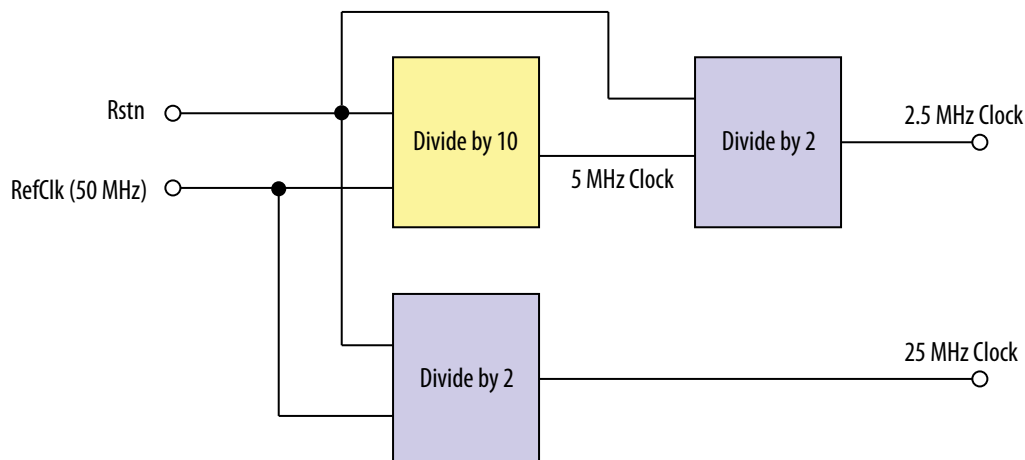 Rstn
RefClk (50 MHz)
Divide by 10
5 MHz Clock
Divide by 2
2.5 MHz Clock
Divide by 2
25 MHz Clock